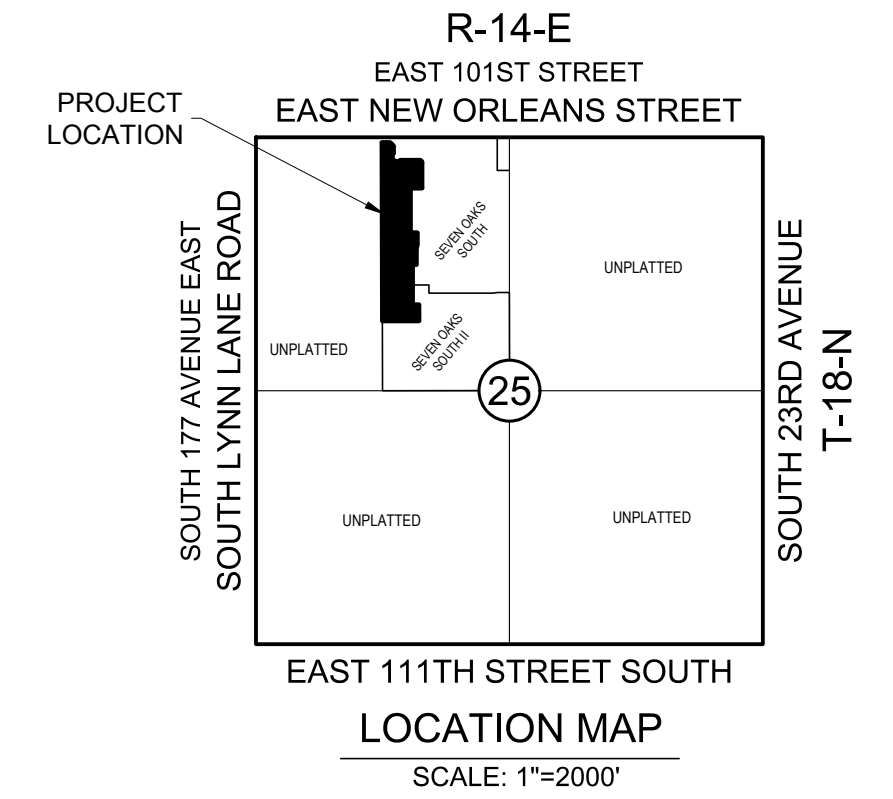 R-14-E
EAST 101ST STREET
EAST NEW ORLEANS STREET
PROJECT
LOCATION
SOUTH 177 AVENUE EAST
SOUTH LYNN LANE ROAD
SEVEN OAKS
SOUTH
UNPLATTED
UNPLATTED
SEVEN OAKS
SOUTH II
25
SOUTH 23RD AVENUE
T-18-N
UNPLATTED
UNPLATTED
EAST 111TH STREET SOUTH
LOCATION MAP
SCALE: 1"=2000'